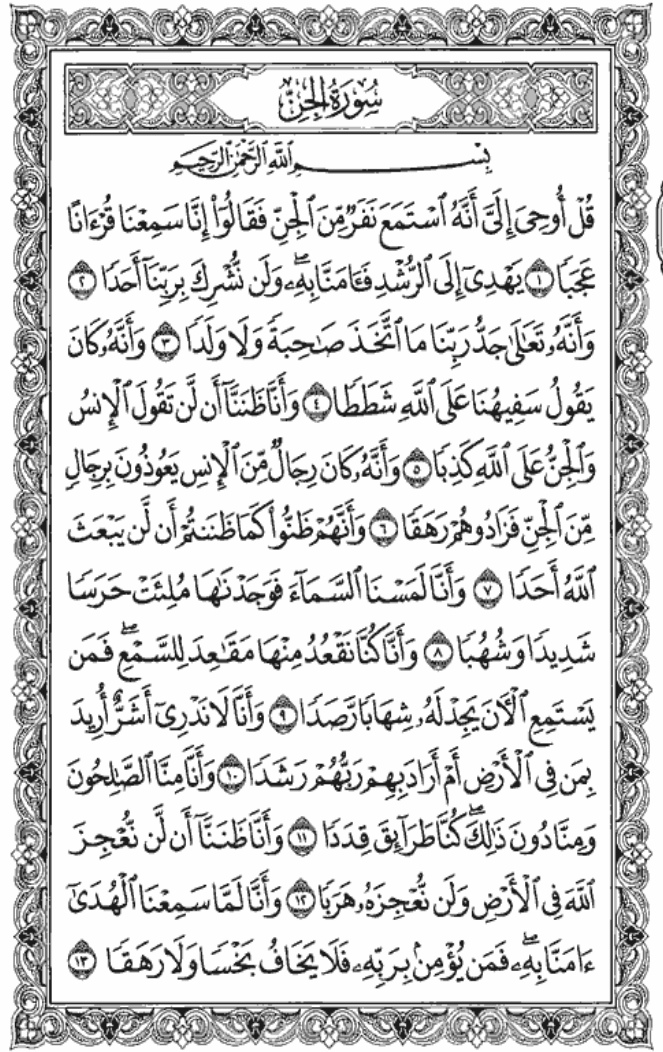 سُورَةُ الجِنِّ
بِسْمِ ٱللَّهِ ٱلرَّحْمَٰنِ ٱلرَّحِيمِ
قُلْ أُوحِىَ إِلَىَّ أَنَّهُ ٱسْتَمَعَ نَفَرٌ مِّنَ ٱلْجِنِّ فَقَالُوٓا۟ إِنَّا سَمِعْنَا قُرْءَانًا
عَجَبًا ١ يَهْدِىٓ إِلَى ٱلرُّشْدِ فَـَٔامَنَّا بِهِۦ ۖ وَلَن نُّشْرِكَ بِرَبِّنَآ أَحَدًا ٢
وَأَنَّهُۥ تَعَٰلَىٰ جَدُّ رَبِّنَا مَا ٱتَّخَذَ صَٰحِبَةً وَلَا وَلَدًا ٣ وَأَنَّهُۥ كَانَ
يَقُولُ سَفِيهُنَا عَلَى ٱللَّهِ شَطَطًا ٤ وَأَنَّا ظَنَنَّآ أَن لَّن تَقُولَ ٱلْإِنسُ
وَٱلْجِنُّ عَلَى ٱللَّهِ كَذِبًا ٥ وَأَنَّهُۥ كَانَ رِجَالٌ مِّنَ ٱلْإِنسِ يَعُوذُونَ بِرِجَالٍ
مِّنَ ٱلْجِنِّ فَزَادُوهُمْ رَهَقًا ٦ وَأَنَّهُمْ ظَنُّوا۟ كَمَا ظَنَنتُمْ أَن لَّن يَبْعَثَ
ٱللَّهُ أَحَدًا ٧ وَأَنَّا لَمَسْنَا ٱلسَّمَآءَ فَوَجَدْنَٰهَا مُلِئَتْ حَرَسًا
شَدِيدًا وَشُهُبًا ٨ وَأَنَّا كُنَّا نَقْعُدُ مِنْهَا مَقَٰعِدَ لِلسَّمْعِ ۖ فَمَن
يَسْتَمِعِ ٱلْـَٔانَ يَجِدْ لَهُۥ شِهَابًا رَّصَدًا ٩ وَأَنَّا لَا نَدْرِىٓ أَشَرٌّ أُرِيدَ
بِمَن فِى ٱلْأَرْضِ أَمْ أَرَادَ بِهِمْ رَبُّهُمْ رَشَدًا ١٠ وَأَنَّا مِنَّا ٱلصَّٰلِحُونَ
وَمِنَّا دُونَ ذَٰلِكَ ۖ كُنَّا طَرَآئِقَ قِدَدًا ١١ وَأَنَّا ظَنَنَّآ أَن لَّن نُّعْجِزَ
ٱللَّهَ فِى ٱلْأَرْضِ وَلَن نُّعْجِزَهُۥ هَرَبًا ١٢ وَأَنَّا لَمَّا سَمِعْنَا ٱلْهُدَىٰٓ
ءَامَنَّا بِهِۦ ۖ فَمَن يُؤْمِنۢ بِرَبِّهِۦ فَلَا يَخَافُ بَخْسًا وَلَا رَهَقًا ١٣